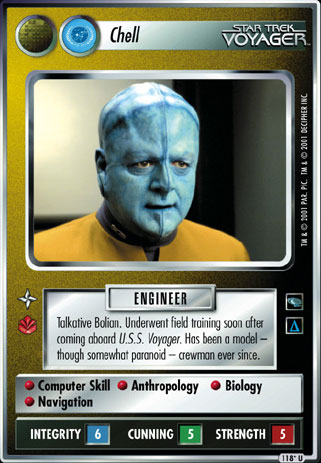 Chell
STAR TREK
VOYAGER™
TM & © 2001 PAR. PIC. TM & © 2001 DECIPHER INC.
ENGINEER
Talkative Bolian. Underwent field training soon after
coming aboard U.S.S. Voyager. Has been a model –
though somewhat paranoid – crewman ever since.
Computer Skill Anthropology Biology
Navigation
INTEGRITY 6 CUNNING 5 STRENGTH 5
118* U